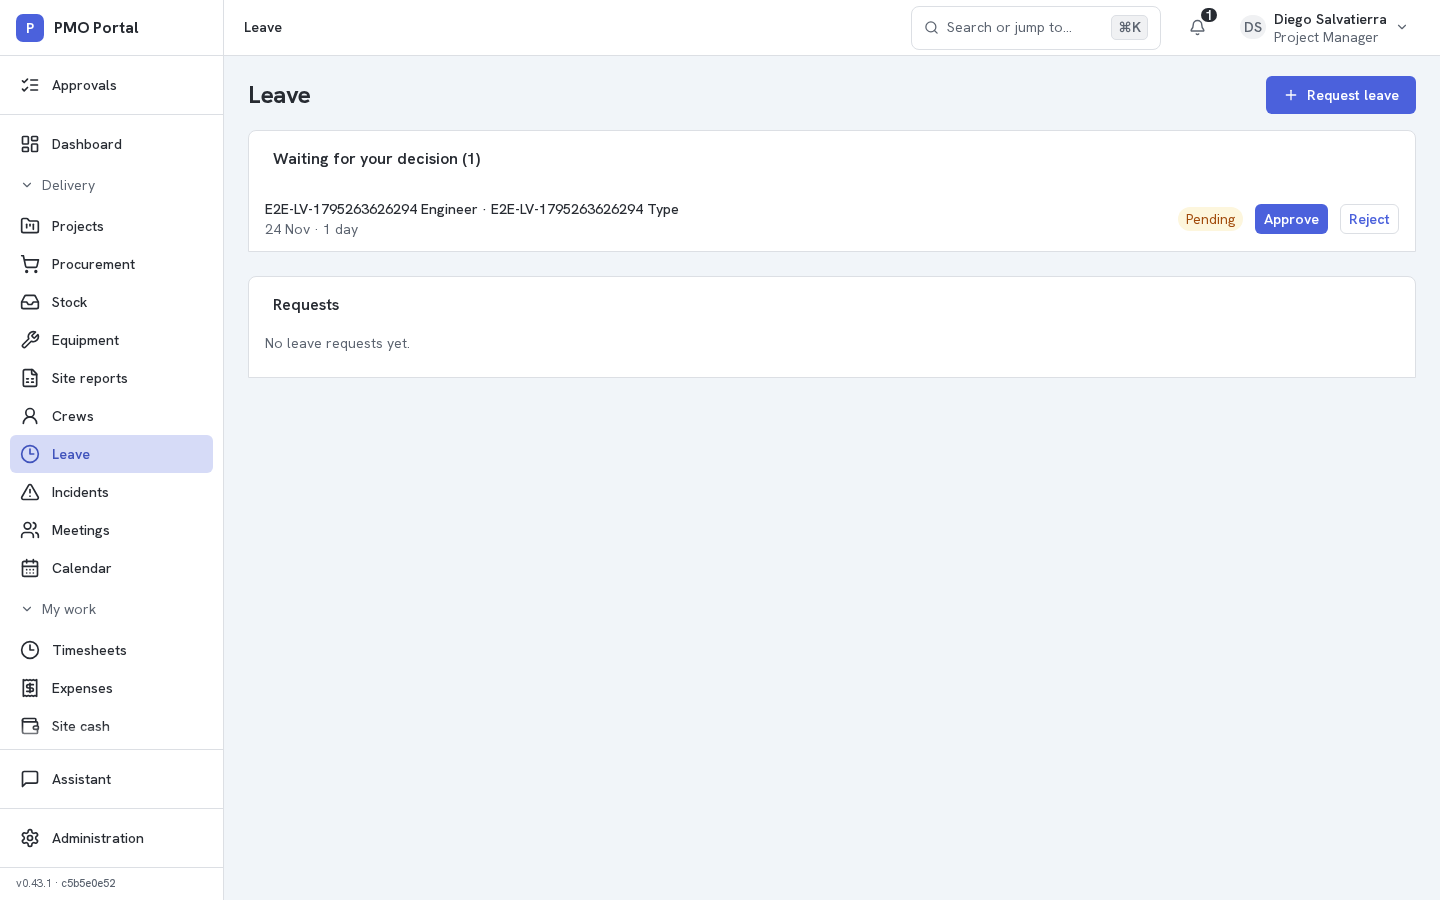 P PMO Portal
Leave
Search or jump to...
⌘K
1
DS
Diego Salvatierra
Project Manager
Approvals
Dashboard
Delivery
Projects
Procurement
Stock
Equipment
Site reports
Crews
Leave
Incidents
Meetings
Calendar
My work
Timesheets
Expenses
Site cash
Assistant
Administration
v0.43.1 · c5b5e0e52
Leave
Request leave
Waiting for your decision (1)
E2E-LV-1795263626294 Engineer · E2E-LV-1795263626294 Type
24 Nov · 1 day
Pending
Approve
Reject
Requests
No leave requests yet.